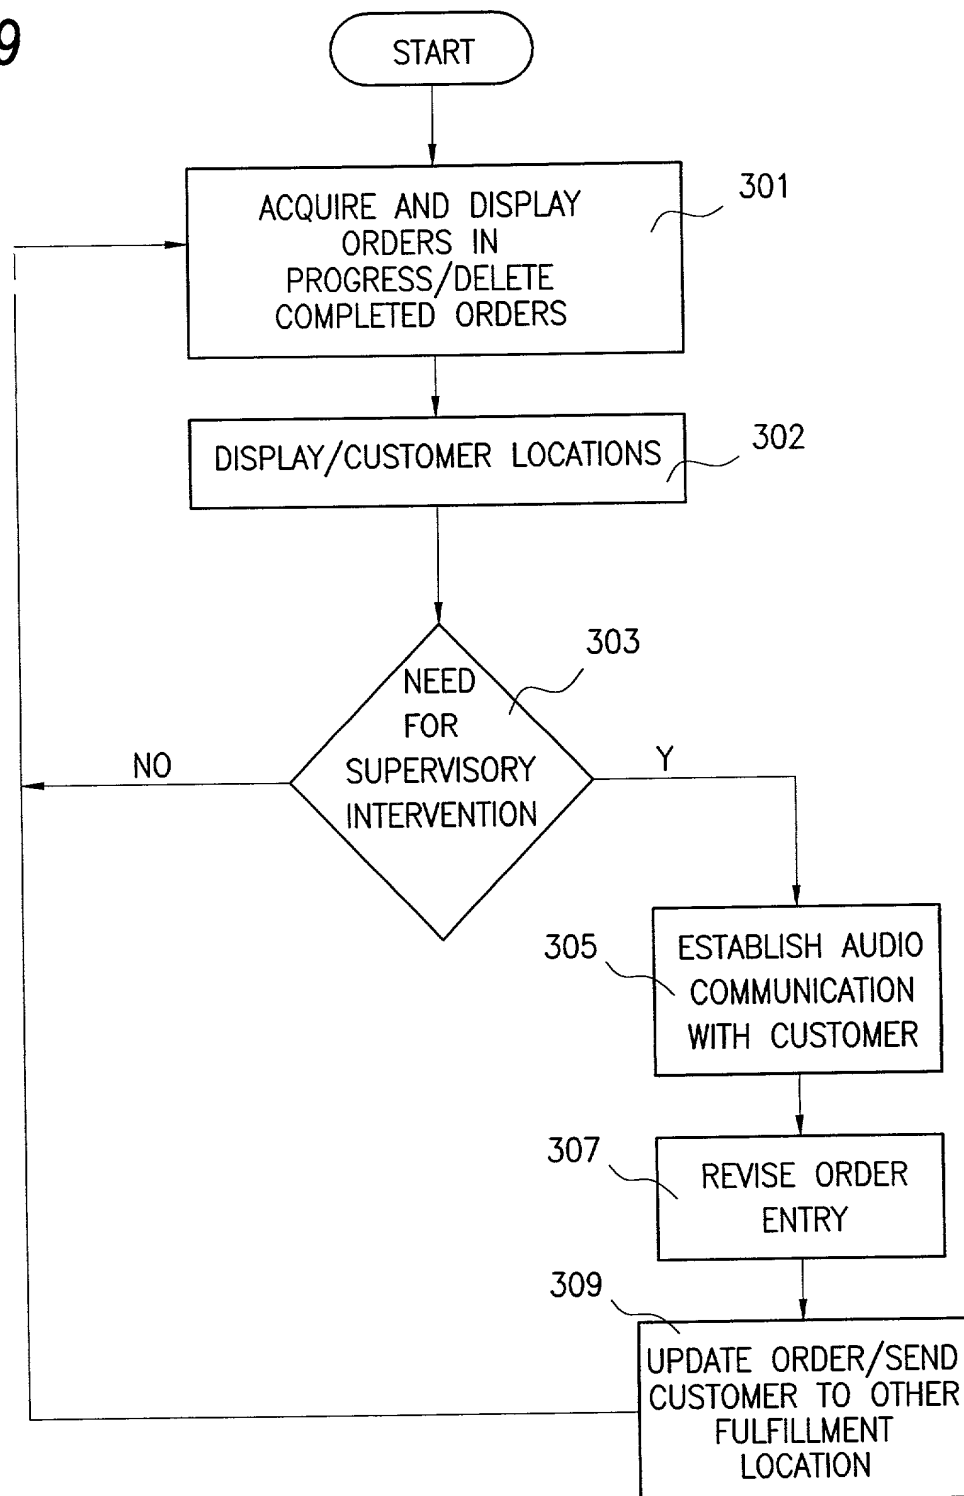 9
START
ACQUIRE AND DISPLAY
ORDERS IN
PROGRESS/DELETE
COMPLETED ORDERS
301
DISPLAY/CUSTOMER LOCATIONS
302
303
NEED
FOR
SUPERVISORY
INTERVENTION
NO
Y
305
ESTABLISH AUDIO
COMMUNICATION
WITH CUSTOMER
307
REVISE ORDER
ENTRY
309
UPDATE ORDER/SEND
CUSTOMER TO OTHER
FULFILLMENT
LOCATION